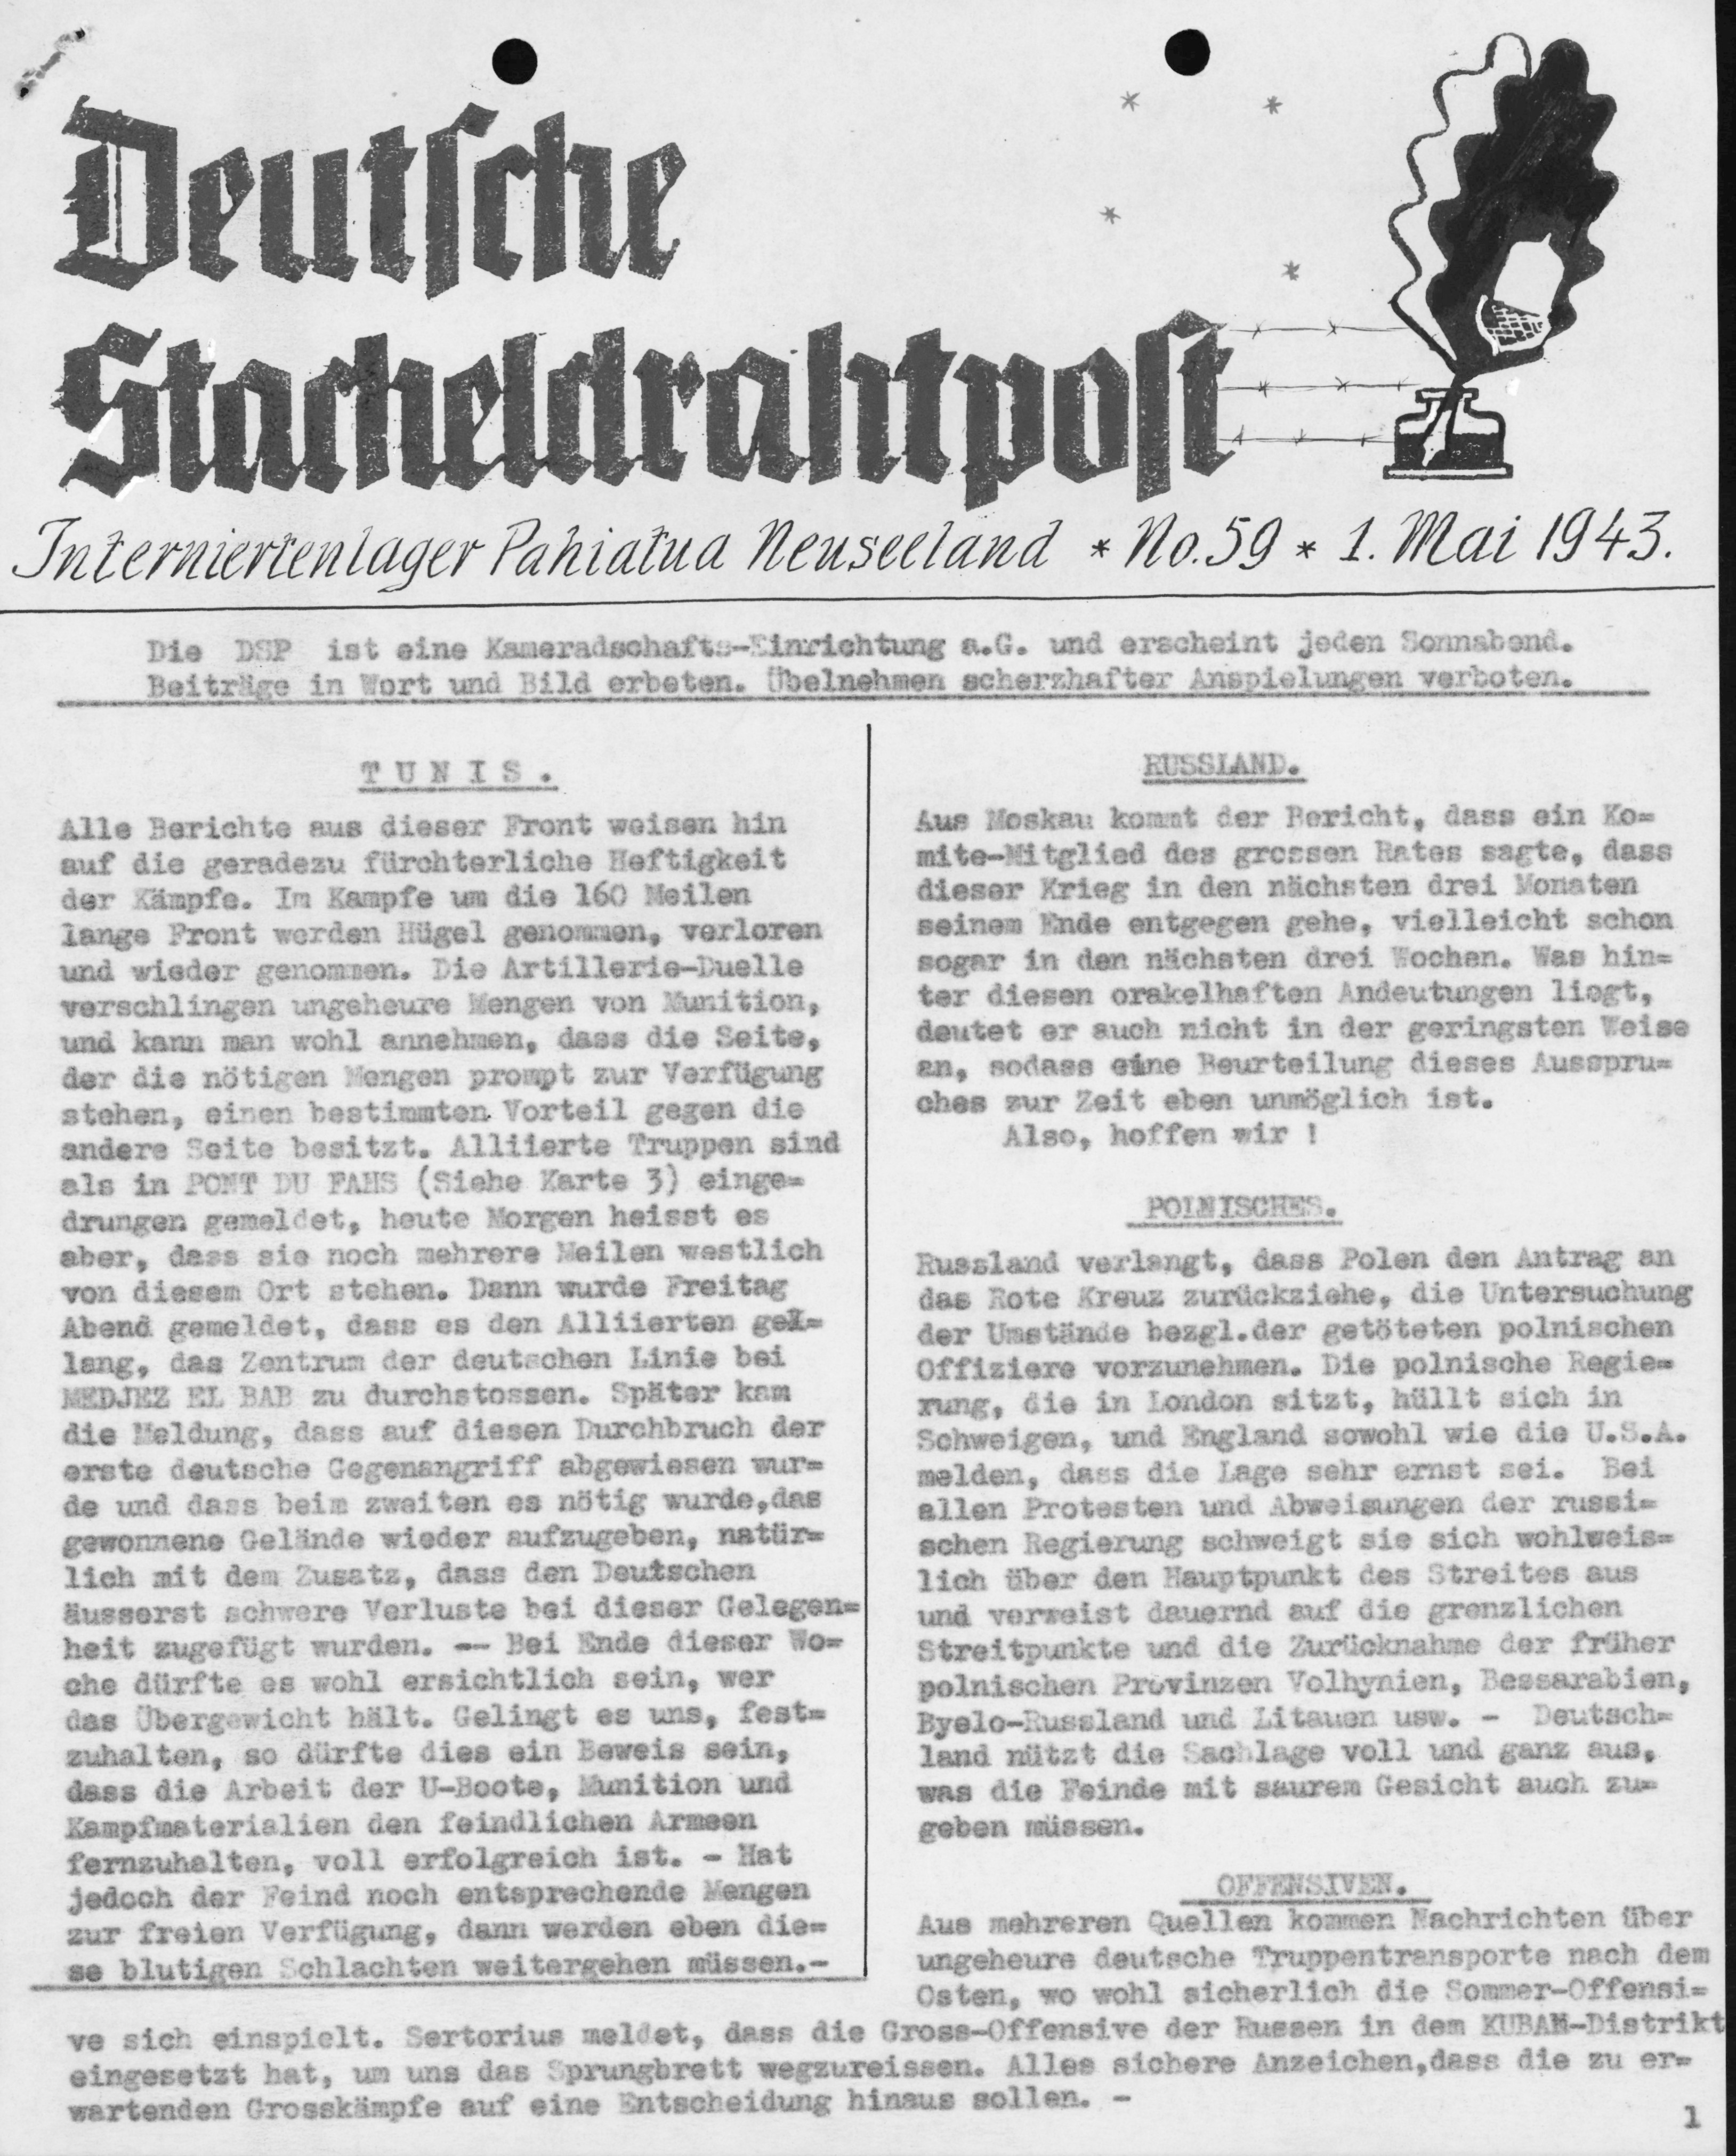 Deutsche
Stacheldrahtpost
Interniertenlager Pahiatua Neuseeland * No. 59 * 1. Mai 1943.
Die DSP ist eine Kameradschafts-Einrichtung a.G. und erscheint jeden Sonnabend.
Beiträge in Wort und Bild erbeten. Übelnehmen scherzhafter Anspielungen verboten.
TUNIS.
Alle Berichte aus dieser Front weisen hin
auf die geradezu fürchterliche Heftigkeit
der Kämpfe. Im Kampfe um die 160 Meilen
lange Front werden Hügel genommen, verloren
und wieder genommen. Die Artillerie-Duelle
verschlingen ungeheure Mengen von Munition,
und kann man wohl annehmen, dass die Seite,
der die nötigen Mengen prompt zur Verfügung
stehen, einen bestimmten Vorteil gegen die
andere Seite besitzt. Alliierte Truppen sind
als in PONT DU FAHS (Siehe Karte 3) einge=
drungen gemeldet, heute Morgen heisst es
aber, dass sie noch mehrere Meilen westlich
von diesem Ort stehen. Dann wurde Freitag
Abend gemeldet, dass es den Alliierten ge=
lang, das Zentrum der deutschen Linie bei
MEDJEZ EL BAB zu durchstossen. Später kam
die Meldung, dass auf diesen Durchbruch der
erste deutsche Gegenangriff abgewiesen wur=
de und dass beim zweiten es nötig wurde,das
gewonnene Gelände wieder aufzugeben, natür=
lich mit dem Zusatz, dass den Deutschen
äusserst schwere Verluste bei dieser Gelegen=
heit zugefügt wurden. -- Bei Ende dieser Wo=
che dürfte es wohl ersichtlich sein, wer
das Übergewicht hält. Gelingt es uns, fest=
zuhalten, so dürfte dies ein Beweis sein,
dass die Arbeit der U-Boote, Munition und
Kampfmaterialien den feindlichen Armeen
fernzuhalten, voll erfolgreich ist. - Hat
jedoch der Feind noch entsprechende Mengen
zur freien Verfügung, dann werden eben die=
se blutigen Schlachten weitergehen müssen.-
RUSSLAND.
Aus Moskau kommt der Bericht, dass ein Ko=
mite-Mitglied des grossen Rates sagte, dass
dieser Krieg in den nächsten drei Monaten
seinem Ende entgegen gehe, vielleicht schon
sogar in den nächsten drei Wochen. Was hin=
ter diesen orakelhaften Andeutungen liegt,
deutet er auch nicht in der geringsten Weise
an, sodass eine Beurteilung dieses Ausspru=
ches zur Zeit eben unmöglich ist.
Also, hoffen wir !
POLNISCHES.
Russland verlangt, dass Polen den Antrag an
das Rote Kreuz zurückziehe, die Untersuchung
der Umstände bezgl.der getöteten polnischen
Offiziere vorzunehmen. Die polnische Regie=
rung, die in London sitzt, hüllt sich in
Schweigen, und England sowohl wie die U.S.A.
melden, dass die Lage sehr ernst sei. Bei
allen Protesten und Abweisungen der russi=
schen Regierung schweigt sie sich wohlweis=
lich über den Hauptpunkt des Streites aus
und verweist dauernd auf die grenzlichen
Streitpunkte und die Zurücknahme der früher
polnischen Provinzen Volhynien, Bessarabien,
Byelo-Russland und Litauen usw. - Deutsch=
land nützt die Sachlage voll und ganz aus,
was die Feinde mit saurem Gesicht auch zu=
geben müssen.
OFFENSIVEN.
Aus mehreren Quellen kommen Nachrichten über
ungeheure deutsche Truppentransporte nach dem
Osten, wo wohl sicherlich die Sommer-Offensi=
ve sich einspielt. Sertorius meldet, dass die Gross-Offensive der Russen in dem KUBAN-Distrikt
eingesetzt hat, um uns das Sprungbrett wegzureissen. Alles sichere Anzeichen,dass die zu er=
wartenden Grosskämpfe auf eine Entscheidung hinaus sollen. -
1